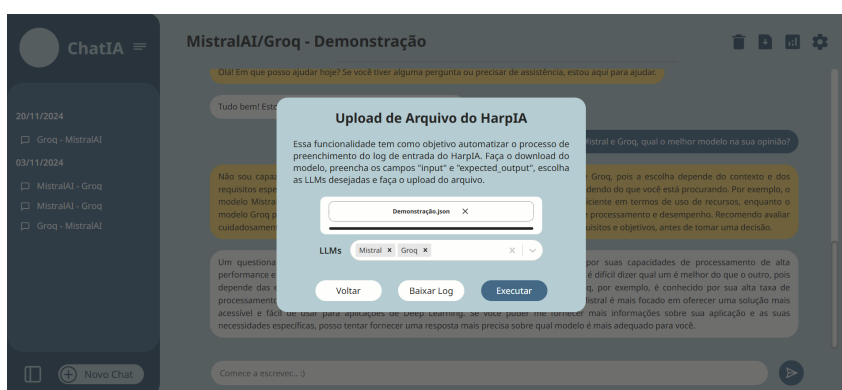 ChatIA
MistralAI/Groq - Demonstração
20/11/2024
Groq - MistralAI
03/11/2024
MistralAI - Groq
MistralAI - Groq
Groq - MistralAI
Novo Chat
Olá! Em que posso ajudar hoje? Se você tiver alguma pergunta ou precisar de assistência, estou aqui para ajudar.
Tudo bem!
Mistral e Groq, qual o melhor modelo na sua opinião?
Não sou Groq, pois a escolha depende do contexto e dos
requisitos dendo do que você está procurando. Por exemplo, o
modelo ciente em termos de uso de recursos, enquanto o
modelo Groq processamento e desempenho. Recomendo avaliar
uisitos e objetivos, antes de tomar uma decisão.
Um por suas capacidades de processamento de alta
performance e é difícil dizer qual um é melhor do que o outro, pois
depende das q, por exemplo, é conhecido por sua alta taxa de
processamento istral é mais focado em oferecer uma solução mais
acessível e fácil de usar para aplicações de Deep Learning. Se você puder me fornecer mais informações sobre sua aplicação e as suas
necessidades específicas, posso tentar fornecer uma resposta mais precisa sobre qual modelo é mais adequado para você.
Upload de Arquivo do HarpIA
Essa funcionalidade tem como objetivo automatizar o processo de
preenchimento do log de entrada do HarpIA. Faça o download do
modelo, preencha os campos "input" e "expected_output", escolha
as LLMs desejadas e faça o upload do arquivo.
Demonstração.json
LLMs Mistral Groq
Voltar Baixar Log Executar
Comece a escrever... :)